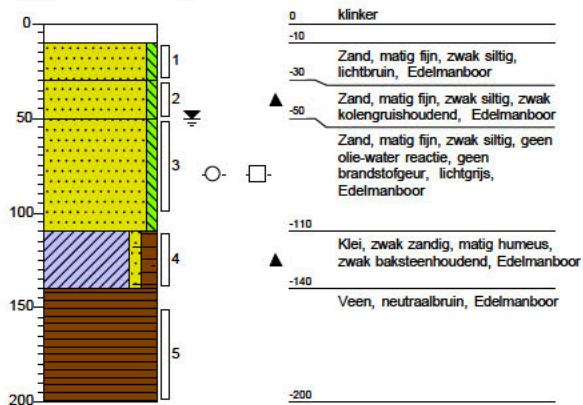 0
50
100
150
200
1
2
3
4
5
0 klinker
-10
Zand, matig fijn, zwak siltig,
lichtbruin, Edelmanboor
-30
Zand, matig fijn, zwak siltig, zwak
kolengruishoudend, Edelmanboor
-50
Zand, matig fijn, zwak siltig, geen
olie-water reactie, geen
brandstofgeur, lichtgrijs,
Edelmanboor
-110
Klei, zwak zandig, matig humeus,
zwak baksteenhoudend, Edelmanboor
-140
Veen, neutraalbruin, Edelmanboor
-200